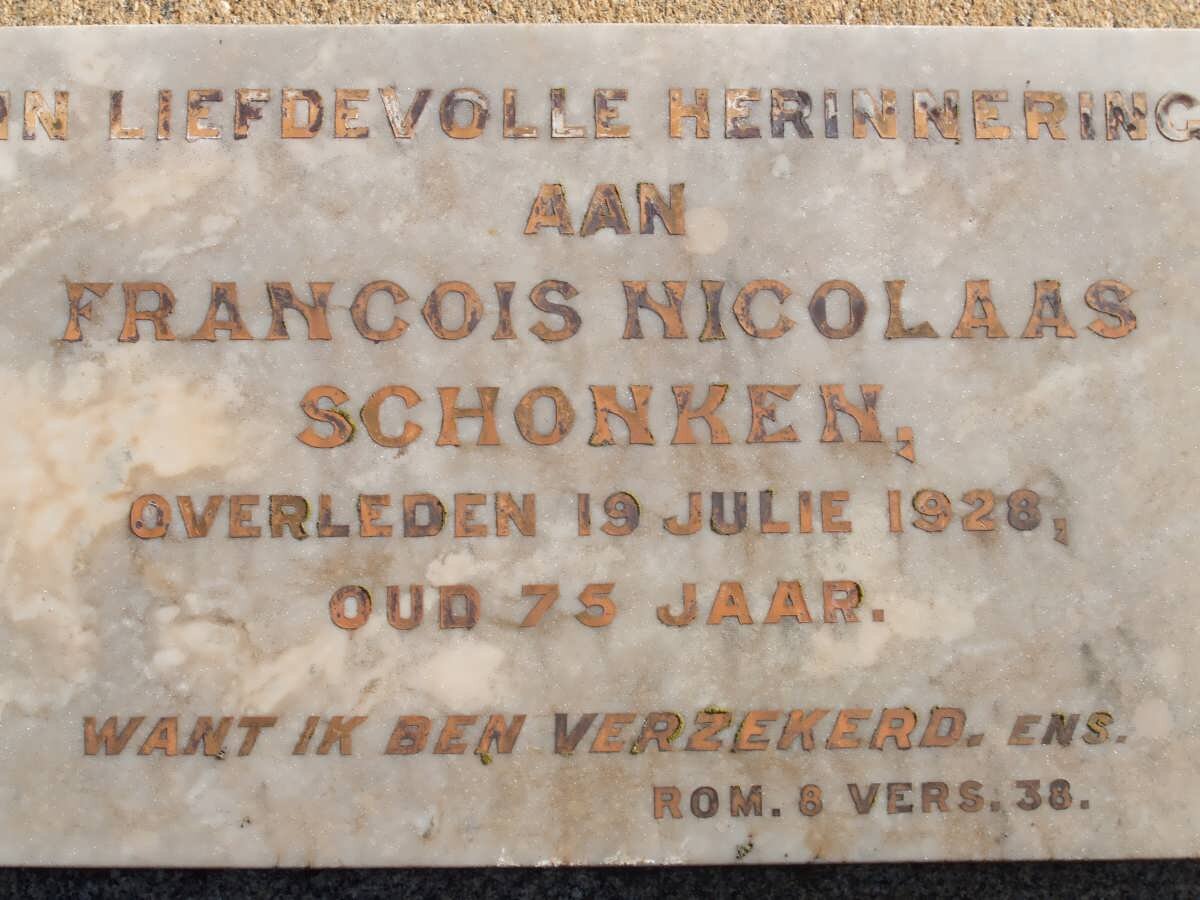 IN LIEFDEVOLLE HERINNERING
AAN
FRANCOIS NICOLAAS
SCHONKEN,
OVERLEDEN 19 JULIE 1928,
OUD 75 JAAR.
WANT IK BEN VERZEKERD. ENS.
ROM. 8 VERS. 38.